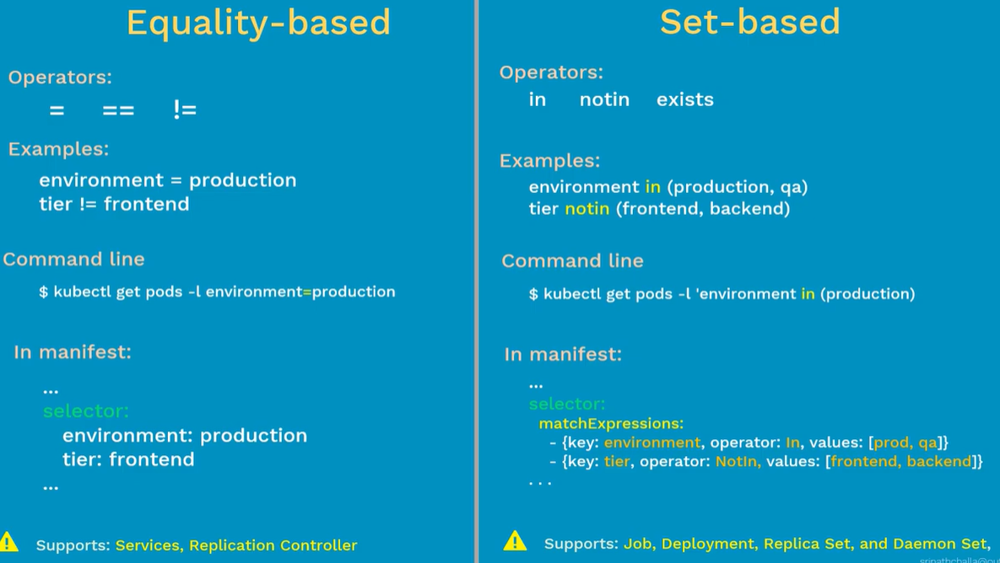 Equality-based
Operators:
= == !=
Examples:
environment = production
tier != frontend
Command line
$ kubectl get pods -l environment=production
In manifest:
...
selector:
environment: production
tier: frontend
...
Supports: Services, Replication Controller
Set-based
Operators:
in notin exists
Examples:
environment in (production, qa)
tier notin (frontend, backend)
Command line
$ kubectl get pods -l 'environment in (production)
In manifest:
...
selector:
matchExpressions:
- {key: environment, operator: In, values: [prod, qa]}
- {key: tier, operator: NotIn, values: [frontend, backend]}
. . .
Supports: Job, Deployment, Replica Set, and Daemon Set,